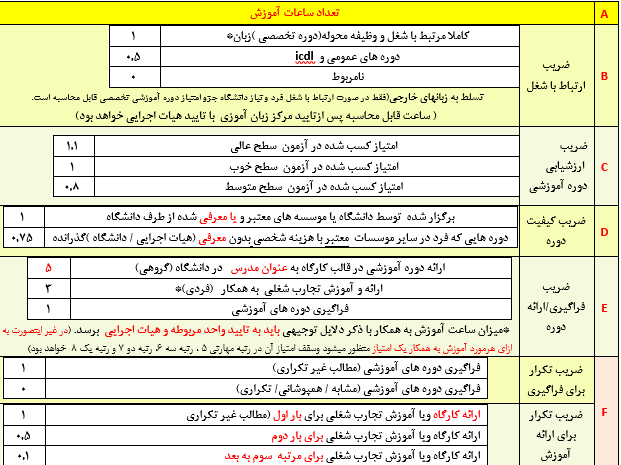 تعداد ساعات آموزش A
B ضریب ارتباط با شغل
کاملا مرتبط با شغل و وظیفه محوله(دوره تخصصی )زبان* ۱
دوره های عمومی و icdl ۰.۵
نامربوط ۰
تسلط به زبانهای خارجی(فقط در صورت ارتباط با شغل فرد و نیاز دانشگاه جزو امتیاز دوره آموزشی تخصصی قابل محاسبه است.
( ساعت قابل محاسبه پس ازتایید مرکز زبان آموزی با تایید هیات اجرایی خواهد بود)
C ضریب ارزشیابی دوره آموزشی
امتیاز کسب شده در آزمون سطح عالی ۱.۱
امتیاز کسب شده در آزمون سطح خوب ۱
امتیاز کسب شده در آزمون سطح متوسط ۰.۸
D ضریب کیفیت دوره
برگزار شده توسط دانشگاه یا موسسه های معتبر و یا معرفی شده از طرف دانشگاه ۱
دوره هایی که فرد در سایر موسسات معتبر با هزینه شخصی بدون معرفی (هیات اجرایی / دانشگاه )گذرانده ۰.۷۵
E ضریب فراگیری/ارائه دوره
ارائه دوره آموزشی در قالب کارگاه به عنوان مدرس در دانشگاه (گروهی) ۵
ارائه و آموزش تجارب شغلی به همکار (فردی)* ۳
فراگیری دوره های آموزشی ۱
*میزان ساعت آموزش به همکار با ذکر دلایل توجیهی باید به تایید واحد مربوطه و هیات اجرایی برسد. (در غیر اینصورت به
ازای هرمورد آموزش به همکار یک امتیاز منظور میشود وسقف امتیاز آن در رتبه مهارتی ۵ ، رتبه سه ۶، رتبه دو ۷ و رتبه یک ۸ خواهد بود)
F ضریب تکرار برای فراگیری
فراگیری دوره های آموزشی (مطالب غیر تکراری) ۱
فراگیری دوره های آموزشی (مشابه / همپوشانی/ تکراری) ۰
ضریب تکرار برای ارائه آموزش
ارائه کارگاه ویا آموزش تجارب شغلی برای بار اول (مطالب غیر تکراری ۱
ارائه کارگاه ویا آموزش تجارب شغلی برای بار دوم ۰.۵
ارائه کارگاه ویا آموزش تجارب شغلی برای مرتبه سوم به بعد ۰.۱